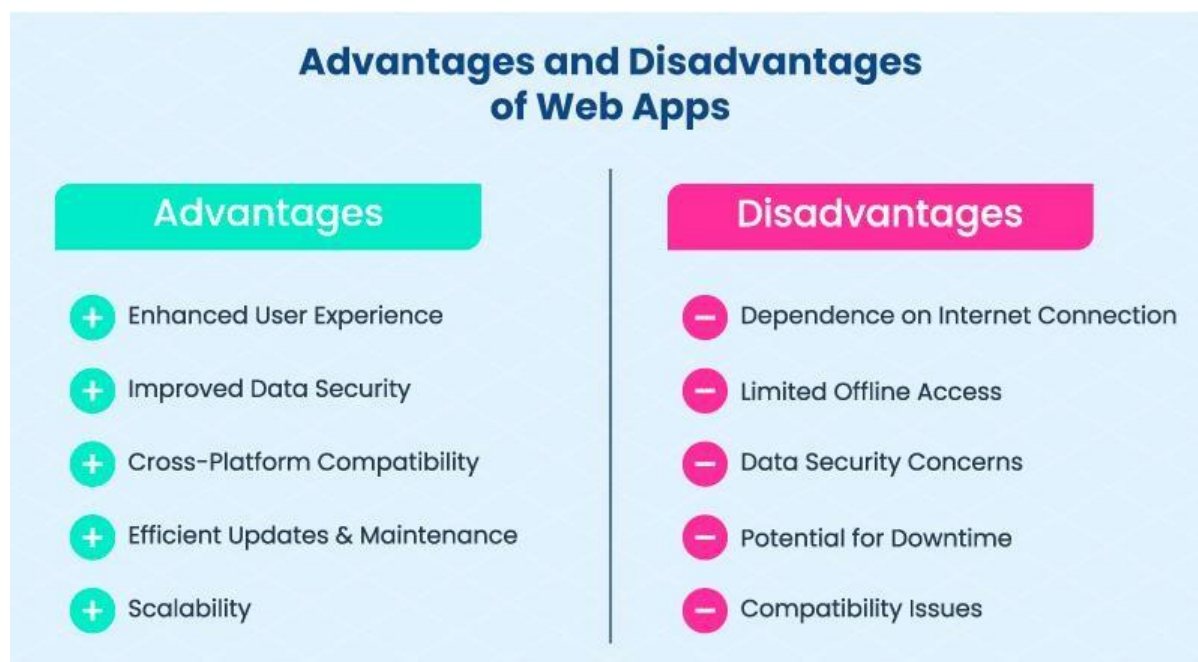 Advantages and Disadvantages
of Web Apps
Advantages
Enhanced User Experience
Improved Data Security
Cross-Platform Compatibility
Efficient Updates & Maintenance
Scalability
Disadvantages
Dependence on Internet Connection
Limited Offline Access
Data Security Concerns
Potential for Downtime
Compatibility Issues